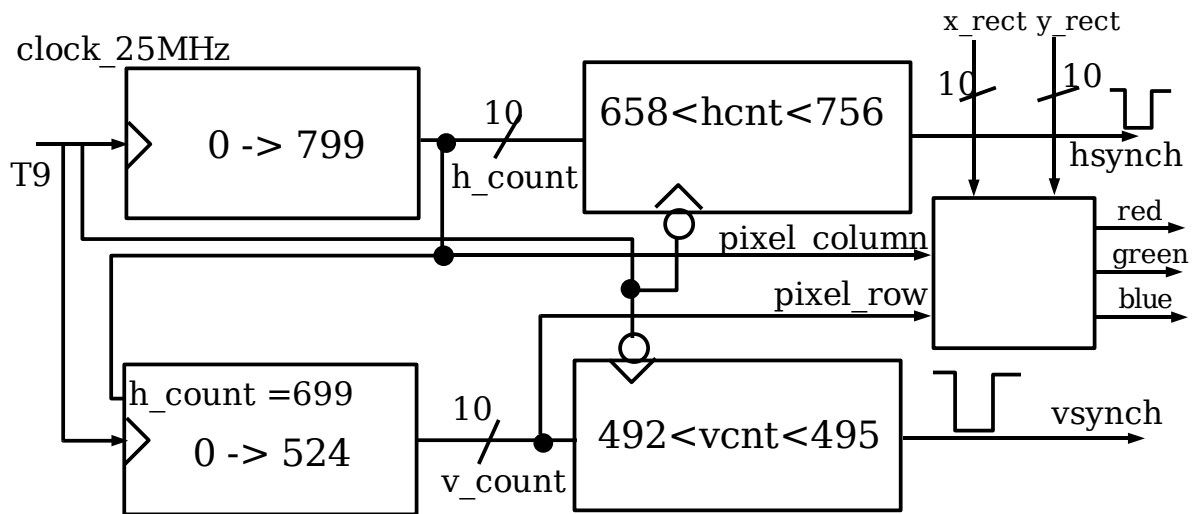 x_rect y_rect
clock_25MHz
10
10
10
0 -> 799
658<hcnt<756
T9
h_count
hsynch
red
pixel_column
green
pixel_row
blue
h_count =699
10
0 -> 524
492<vcnt<495
vsynch
v_count